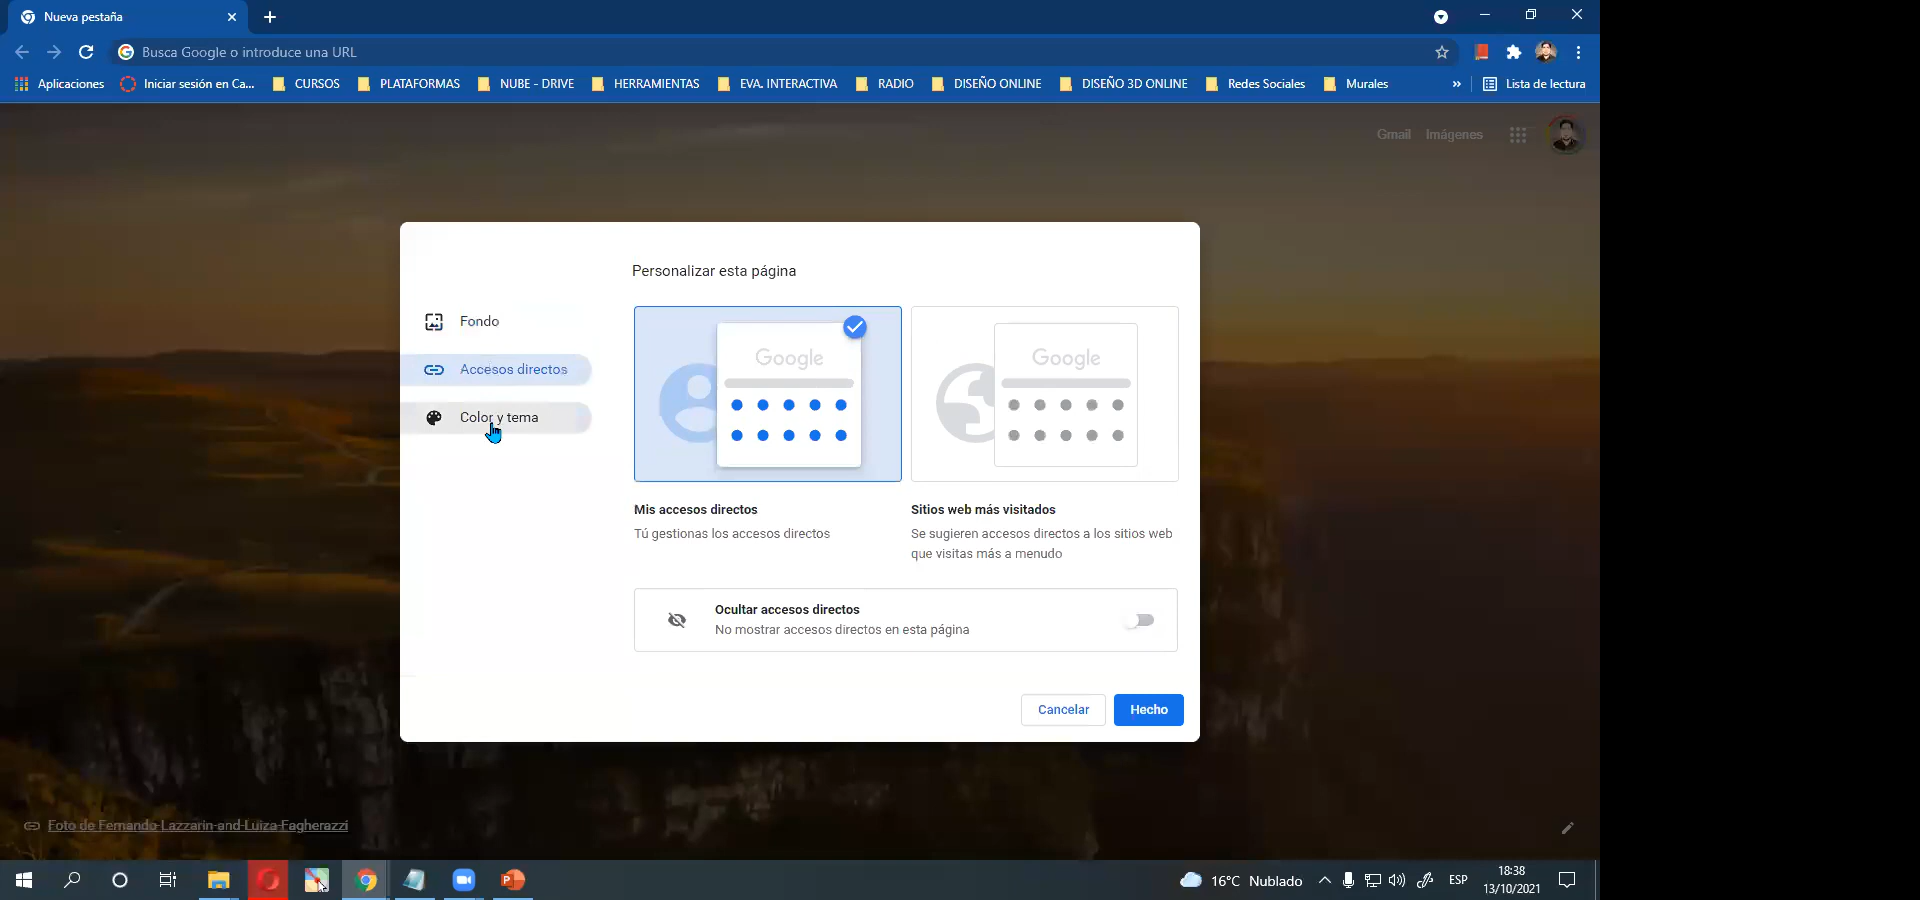 Nueva pestaña
Busca Google o introduce una URL
Aplicaciones Iniciar sesión en Ca... CURSOS PLATAFORMAS NUBE - DRIVE HERRAMIENTAS EVA. INTERACTIVA RADIO DISEÑO ONLINE DISEÑO 3D ONLINE Redes Sociales Murales » Lista de lectura
Gmail Imágenes
Personalizar esta página
Fondo
Accesos directos
Color y tema
Google
Google
Mis accesos directos
Tú gestionas los accesos directos
Sitios web más visitados
Se sugieren accesos directos a los sitios web
que visitas más a menudo
Ocultar accesos directos
No mostrar accesos directos en esta página
Cancelar Hecho
Foto de Fernando-Lazzarin-and-Luiza-Fagherazzi
16°C Nublado ESP 18:38
13/10/2021